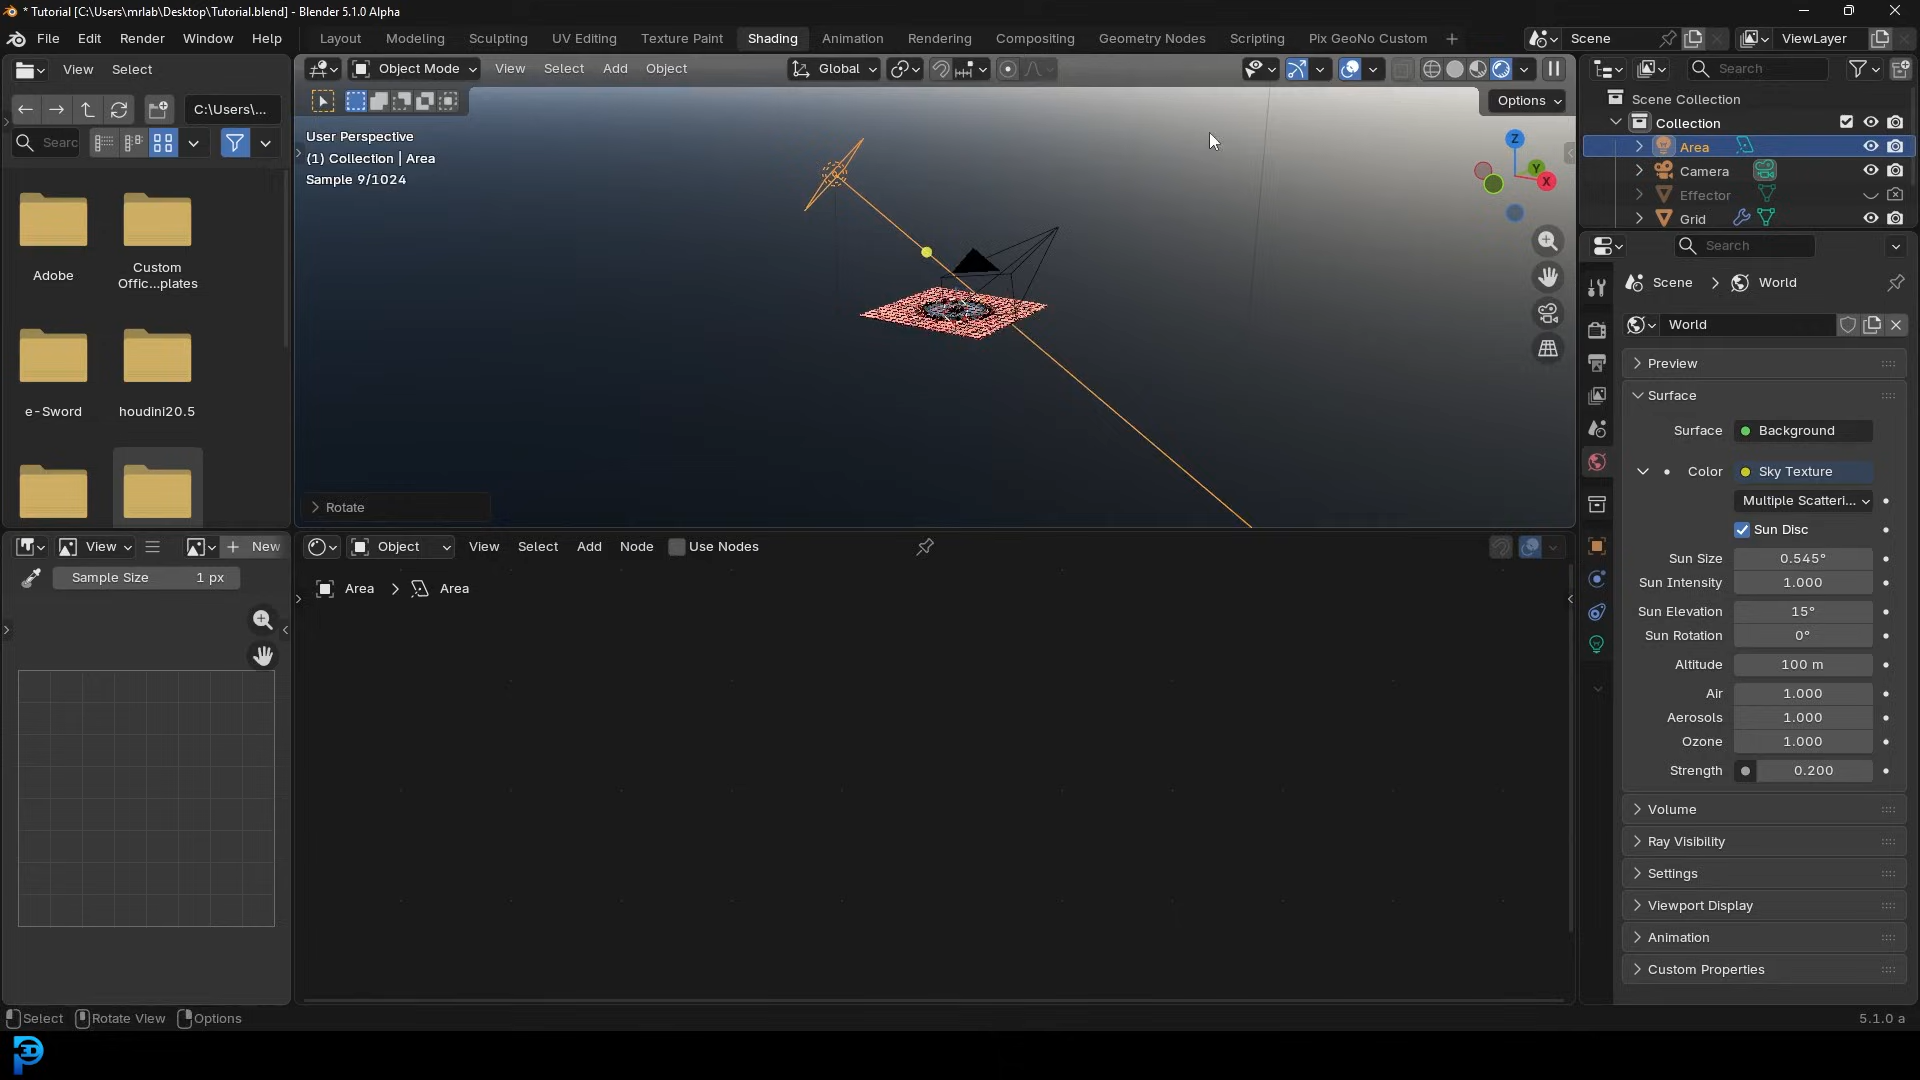 * Tutorial [C:\Users\mrlab\Desktop\Tutorial.blend] - Blender 5.1.0 Alpha
File Edit Render Window Help
Layout Modeling Sculpting UV Editing Texture Paint Shading Animation Rendering Compositing Geometry Nodes Scripting Pix GeoNo Custom
Scene
ViewLayer
View Select
Object Mode View Select Add Object
Global
Search
C:\Users\...
Searc
Options
Scene Collection
Collection
Area
Camera
Effector
Grid
User Perspective
(1) Collection | Area
Sample 9/1024
Z
Y
X
Adobe
Custom
Offic...plates
e-Sword
houdini20.5
Rotate
Search
Scene > World
World
Preview
Surface
Surface Background
Color Sky Texture
Multiple Scatteri...
Sun Disc
Sun Size 0.545°
Sun Intensity 1.000
Sun Elevation 15°
Sun Rotation 0°
Altitude 100 m
Air 1.000
Aerosols 1.000
Ozone 1.000
Strength 0.200
Volume
Ray Visibility
Settings
Viewport Display
Animation
Custom Properties
View
New
Sample Size 1 px
Object View Select Add Node Use Nodes
Area > Area
Select Rotate View Options
5.1.0 a